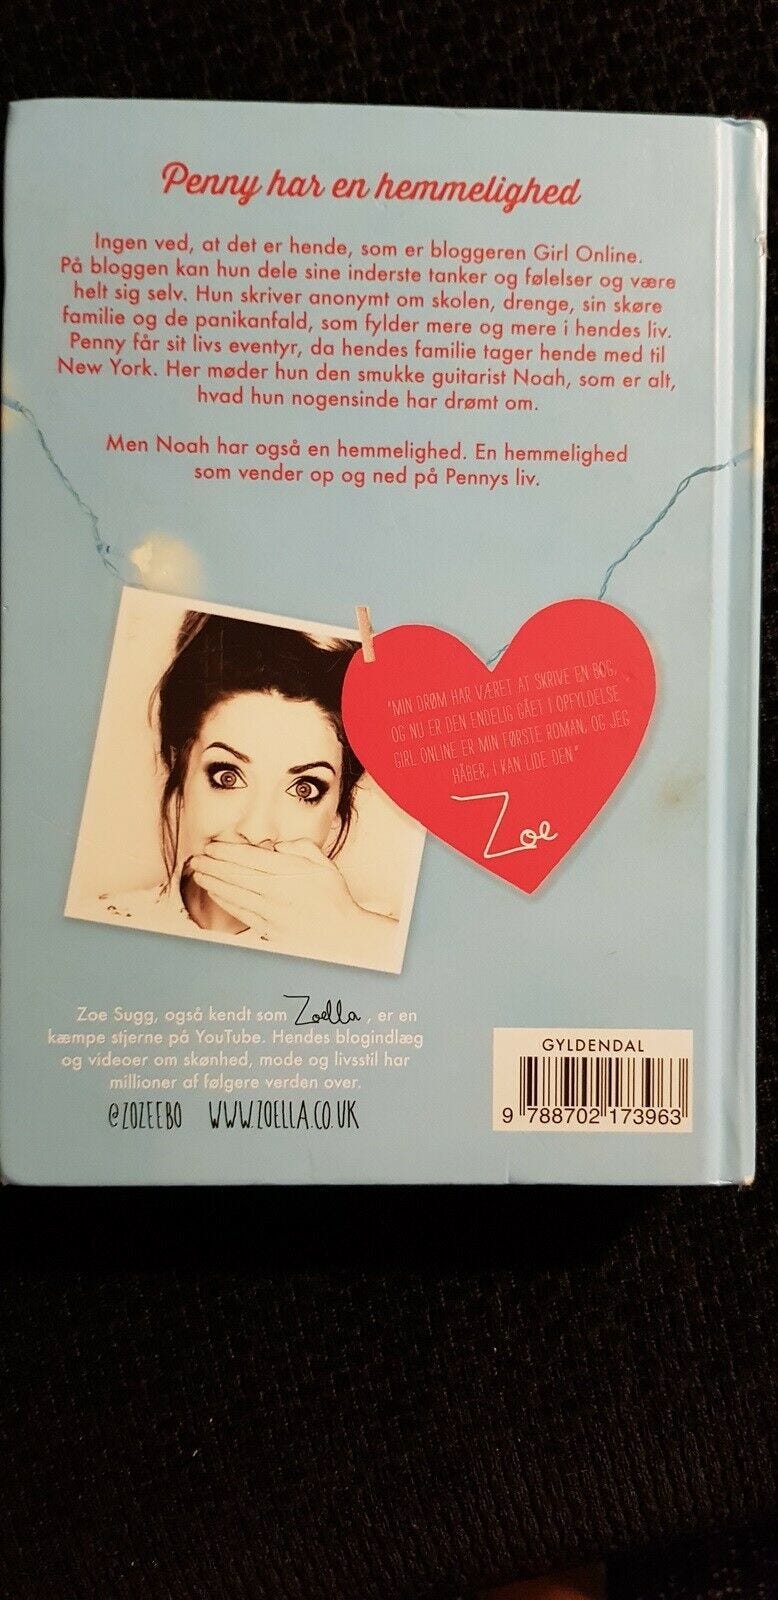 Penny har en hemmelighed
Ingen ved, at det er hende, som er bloggeren Girl Online.
På bloggen kan hun dele sine inderste tanker og følelser og være
helt sig selv. Hun skriver anonymt om skolen, drenge, sin skøre
familie og de panikanfald, som fylder mere og mere i hendes liv.
Penny får sit livs eventyr, da hendes familie tager hende med til
New York. Her møder hun den smukke guitarist Noah, som er alt,
hvad hun nogensinde har drømt om.
Men Noah har også en hemmelighed. En hemmelighed
som vender op og ned på Pennys liv.
"MIN DRØM HAR VÆRET AT SKRIVE EN BOG,
OG NU ER DEN ENDELIG GÅET I OPFYLDELSE
GIRL ONLINE ER MIN FØRSTE ROMAN, OG JEG
HÅBER, I KAN LIDE DEN"
Zoe
Zoe Sugg, også kendt som Zoella, er en
kæmpe stjerne på YouTube. Hendes blogindlæg
og videoer om skønhed, mode og livsstil har
millioner af følgere verden over.
@ZOZEEBO WWW.ZOELLA.CO.UK
GYLDENDAL
9 788702 173963